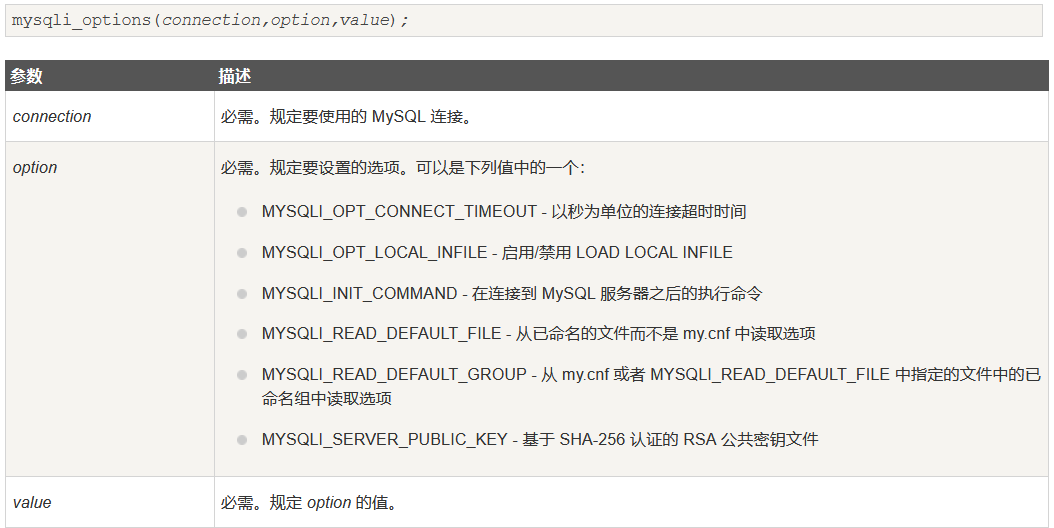 mysqli_options(connection,option,value);
参数 描述
connection 必需。规定要使用的 MySQL 连接。
option 必需。规定要设置的选项。可以是下列值中的一个：
MYSQLI_OPT_CONNECT_TIMEOUT - 以秒为单位的连接超时时间
MYSQLI_OPT_LOCAL_INFILE - 启用/禁用 LOAD LOCAL INFILE
MYSQLI_INIT_COMMAND - 在连接到 MySQL 服务器之后的执行命令
MYSQLI_READ_DEFAULT_FILE - 从已命名的文件而不是 my.cnf 中读取选项
MYSQLI_READ_DEFAULT_GROUP - 从 my.cnf 或者 MYSQLI_READ_DEFAULT_FILE 中指定的文件中的已
命名组中读取选项
MYSQLI_SERVER_PUBLIC_KEY - 基于 SHA-256 认证的 RSA 公共密钥文件
value 必需。规定 option 的值。